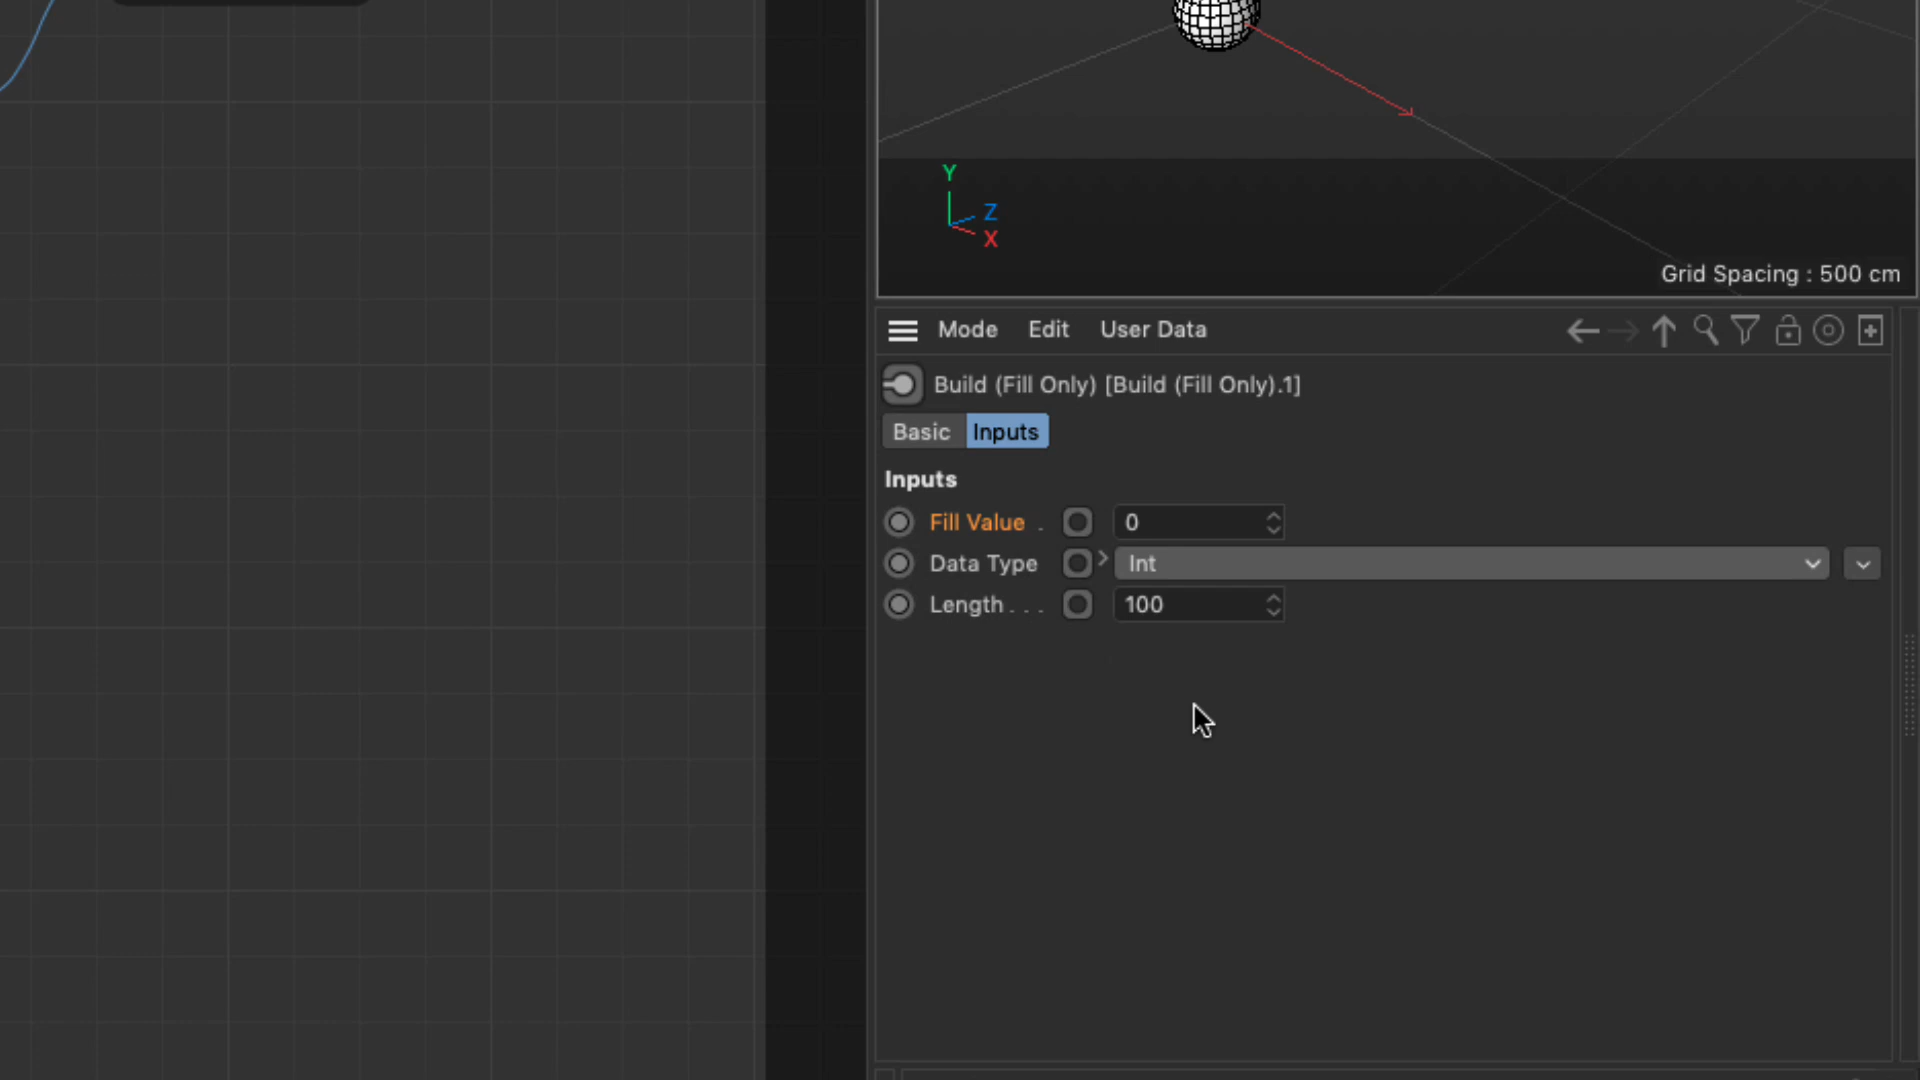 Y
Z
X
Grid Spacing : 500 cm
Mode Edit User Data
Build (Fill Only) [Build (Fill Only).1]
Basic Inputs
Inputs
Fill Value . 0
Data Type Int
Length . . . 100